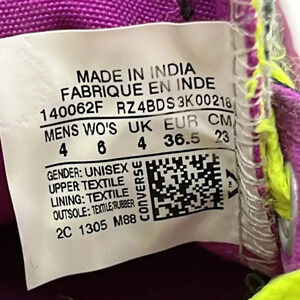 MADE IN INDIA
FABRIQUE EN INDE
140062F RZ4BDS3K00218
MENS WO'S UK EUR CM
4 6 4 36.5 23
GENDER: UNISEX
UPPER:TEXTILE
LINING: TEXTILE
OUTSOLE: TEXTILE/RUBBER
2C 1305 M88
CONVERSE